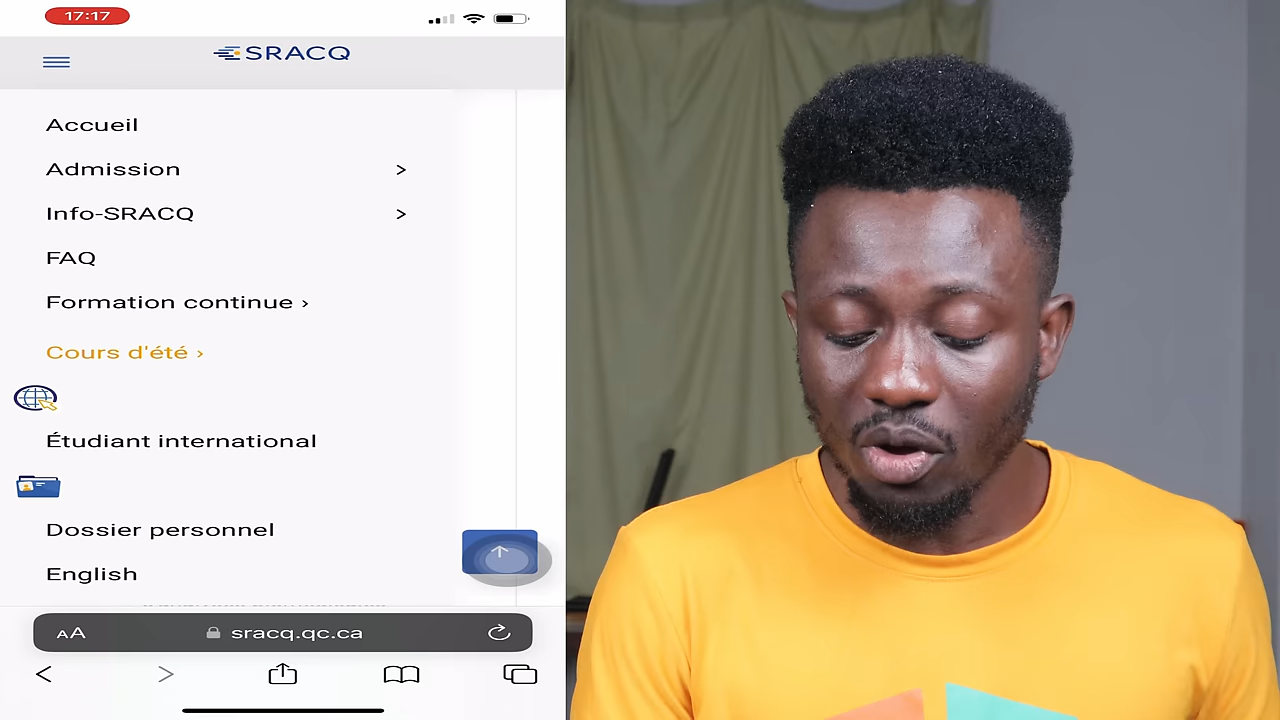 17:17
SRACQ
Accueil
Admission >
Info-SRACQ >
FAQ
Formation continue ›
Cours d'été ›
Étudiant international
Dossier personnel
English
AA sracq.qc.ca